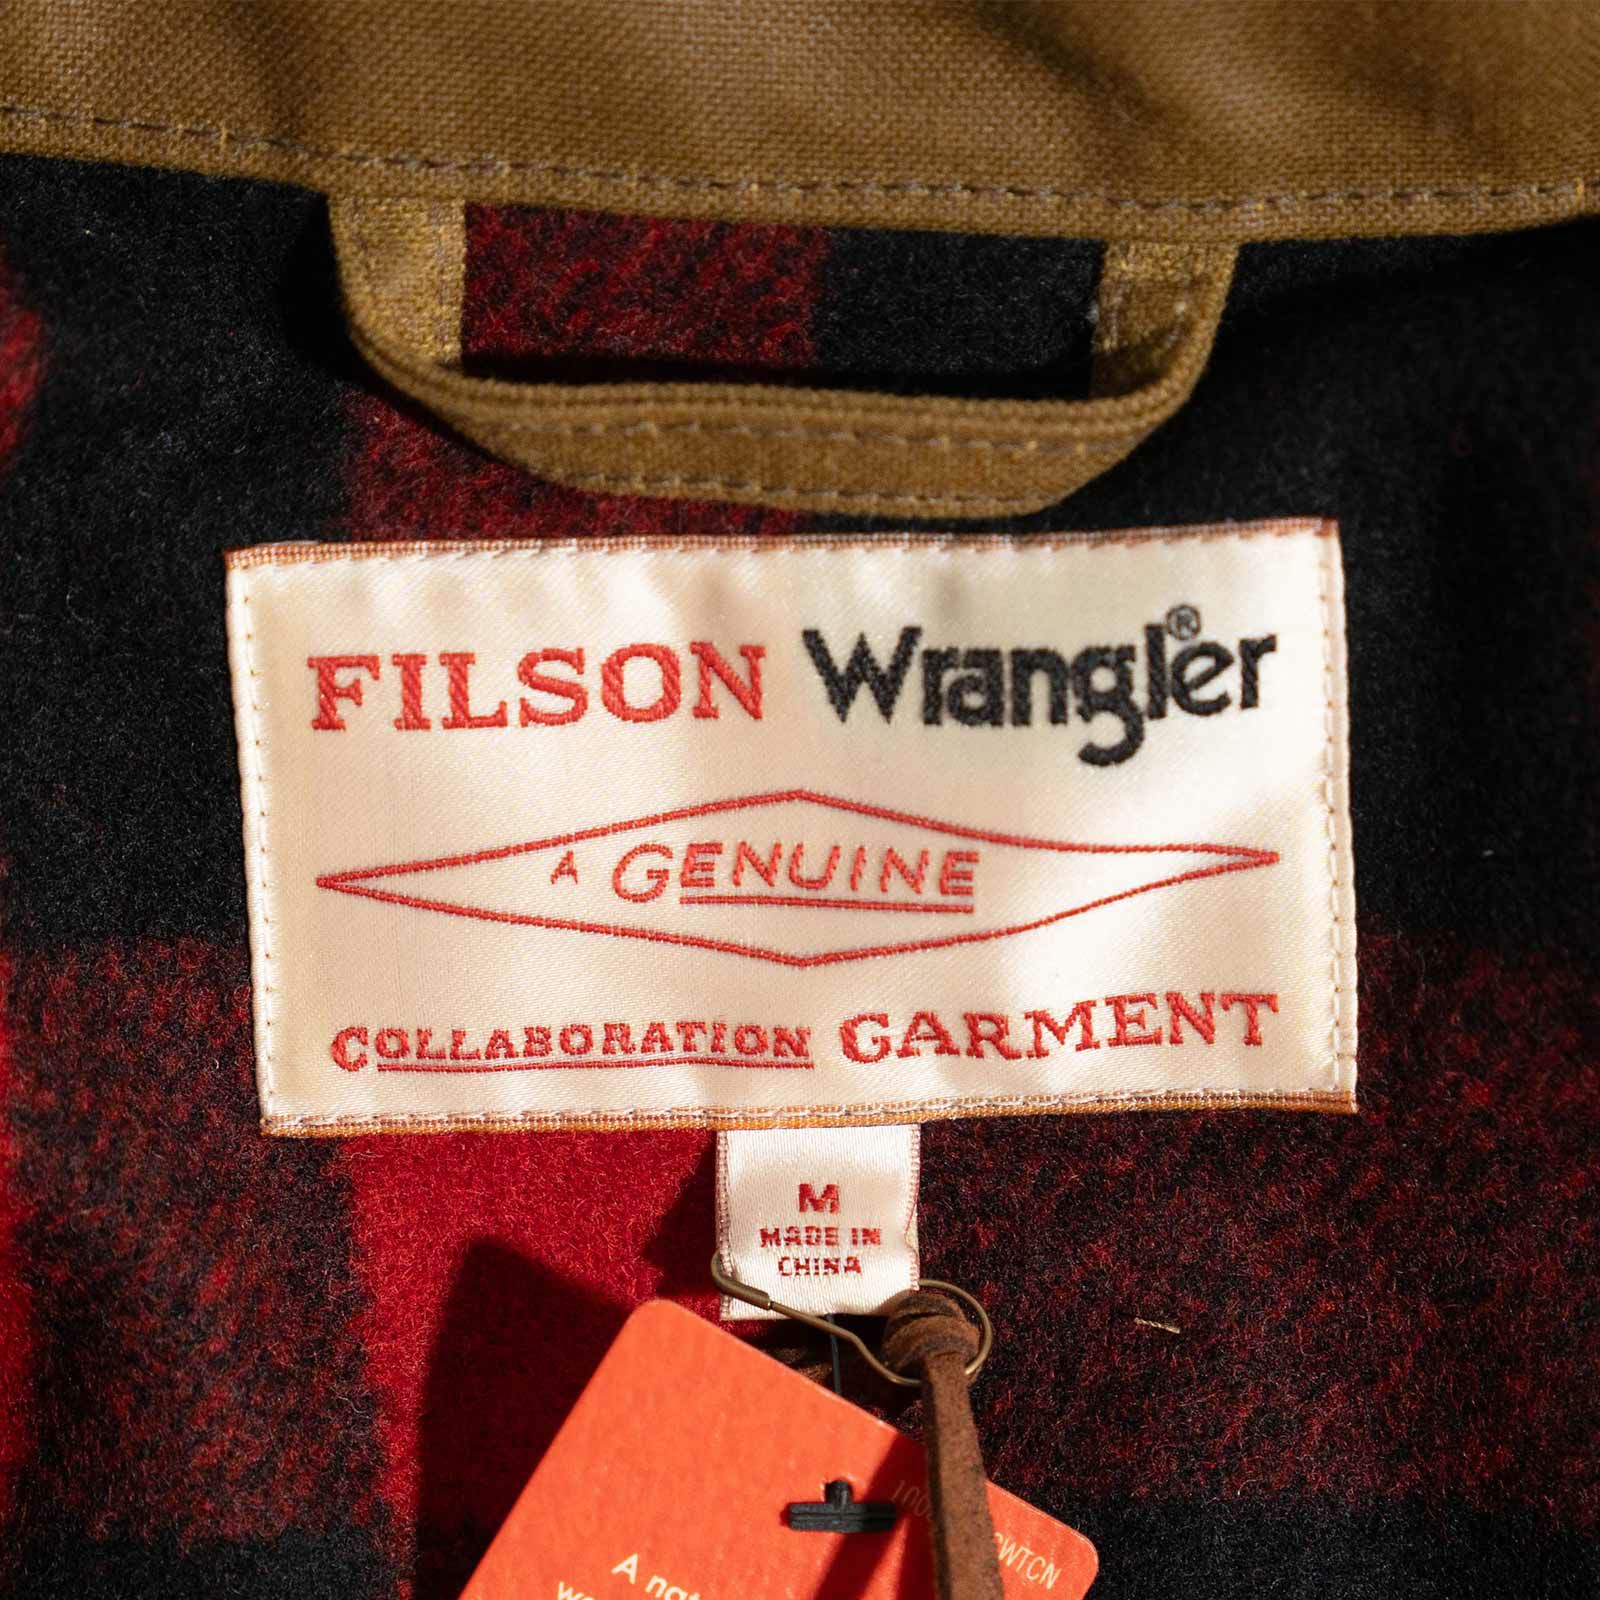 FILSON Wrangler®
A GENUINE
COLLABORATION GARMENT
M
MADE IN
CHINA
A